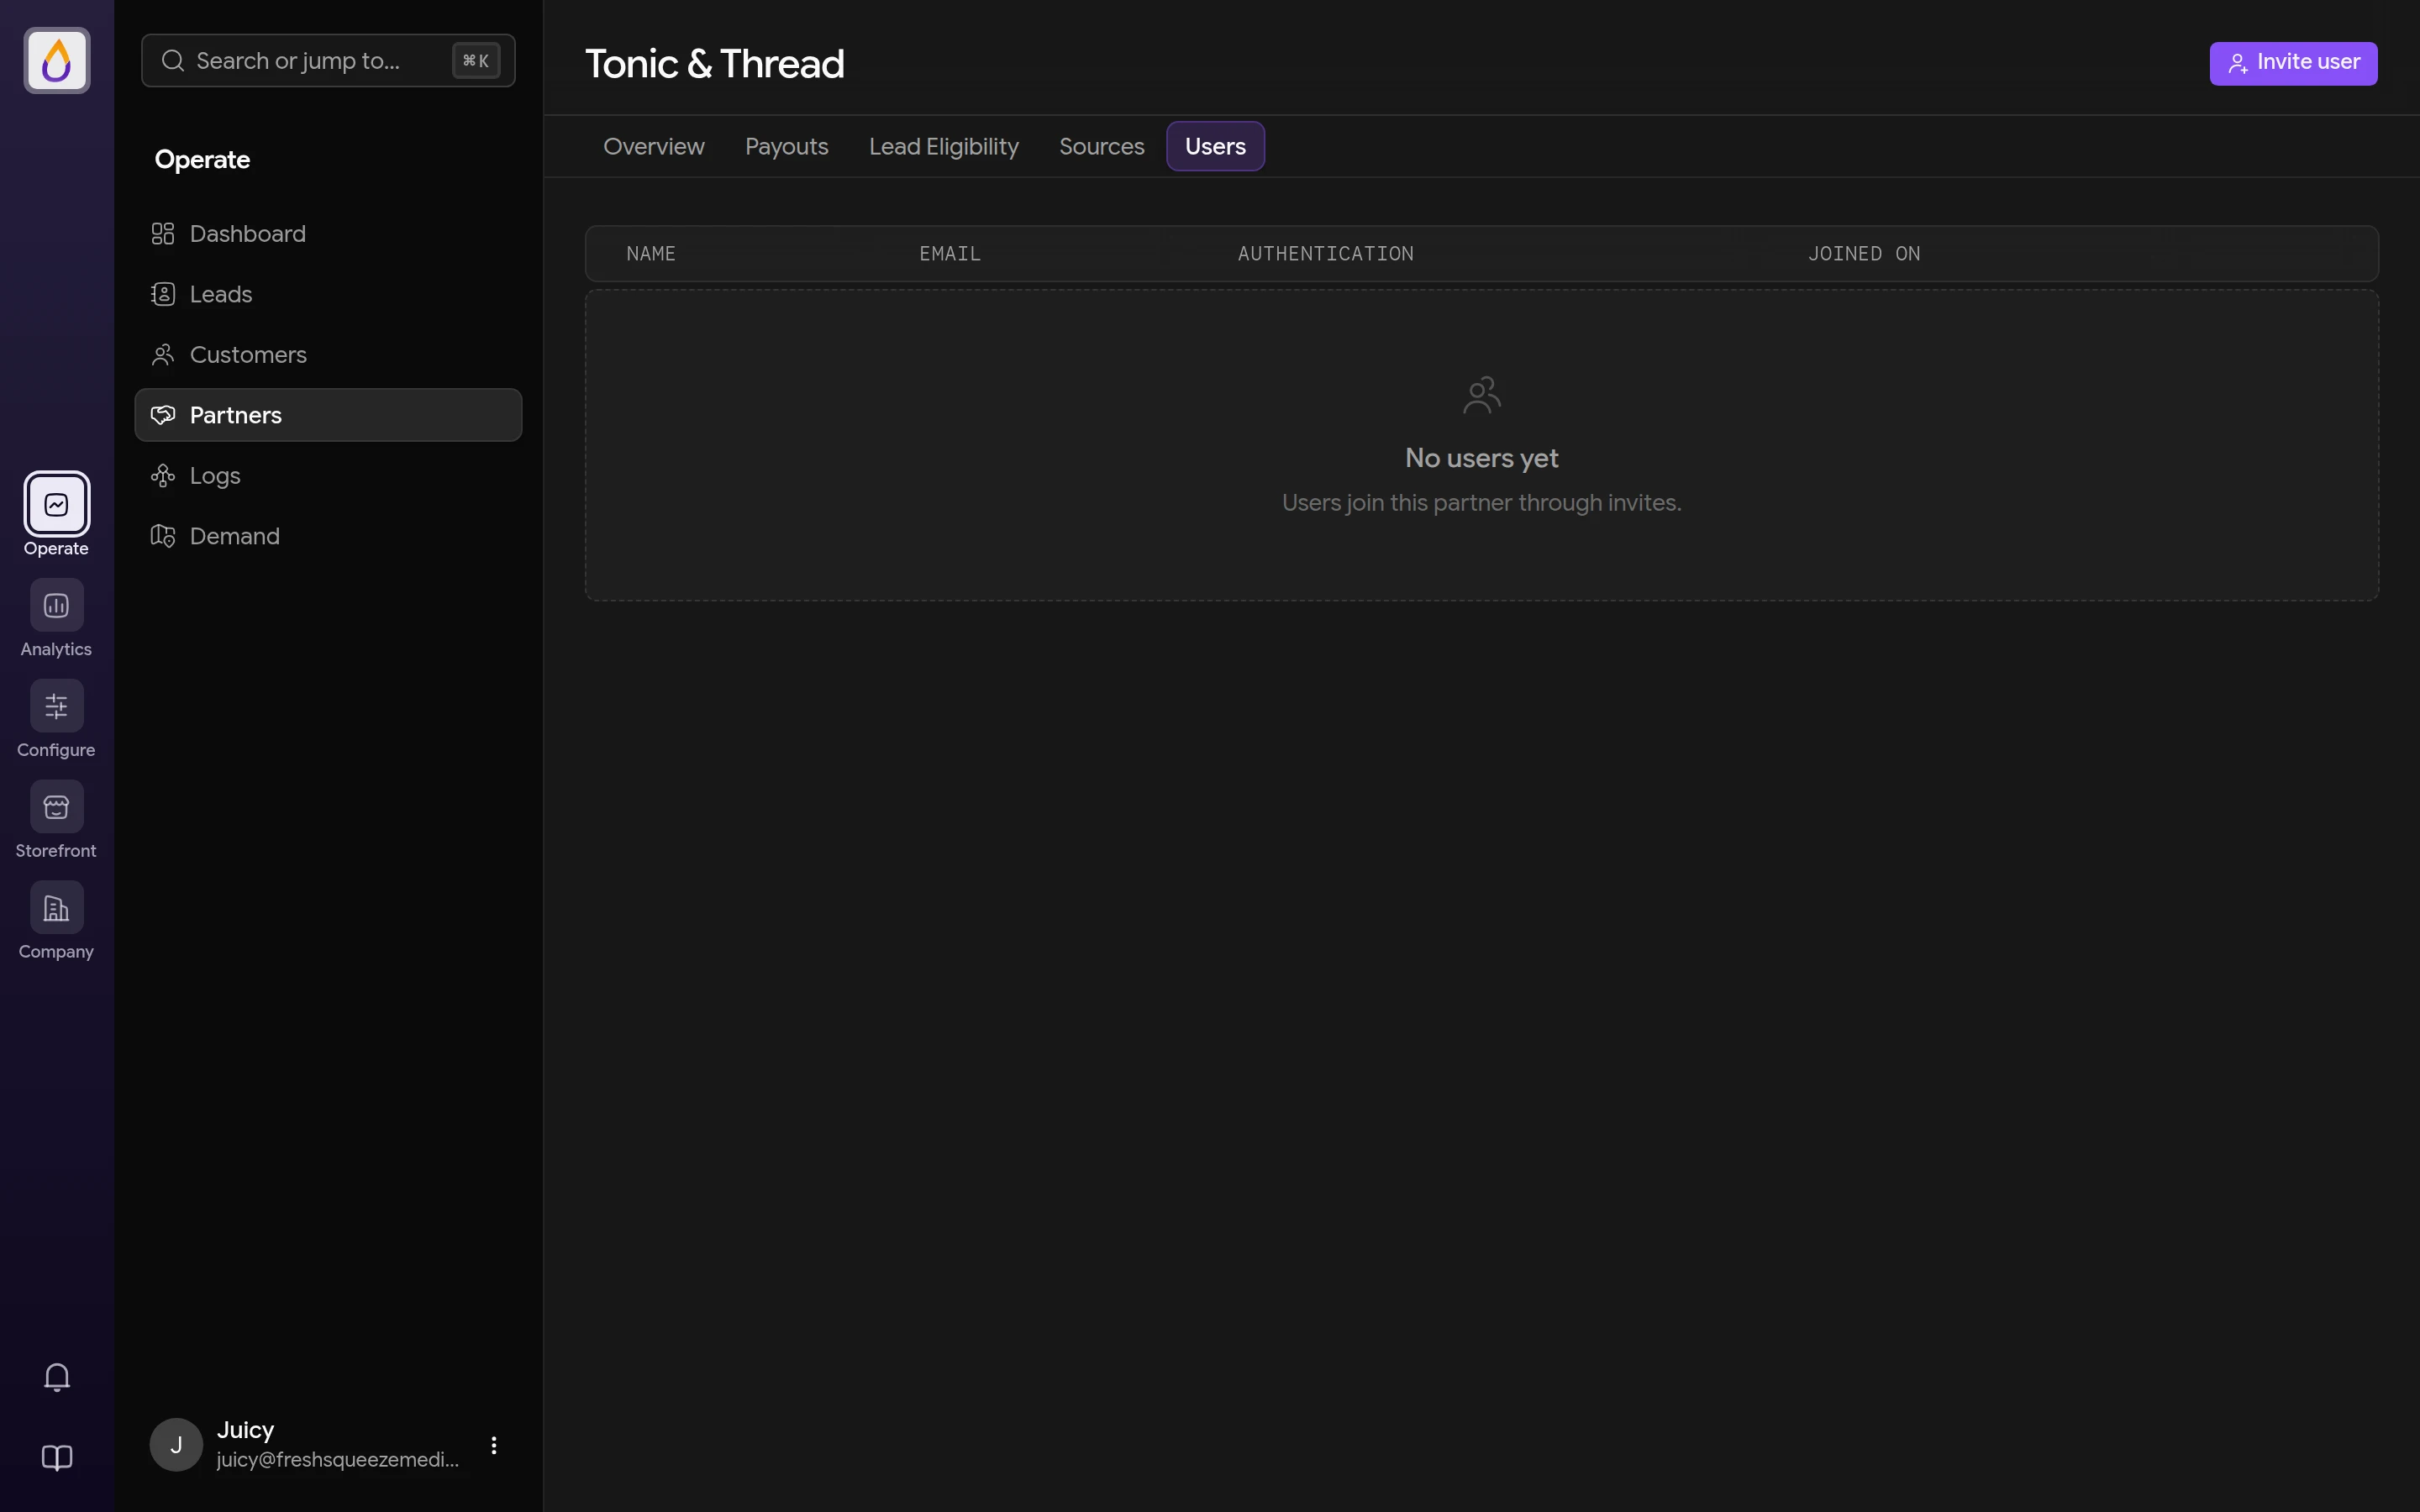 Search or jump to...
⌘ K
Operate
Dashboard
Leads
Customers
Partners
Logs
Demand
Operate
Analytics
Configure
Storefront
Company
J
Juicy
juicy@freshsqueezemedi...
Tonic & Thread
Invite user
Overview
Payouts
Lead Eligibility
Sources
Users
NAME
EMAIL
AUTHENTICATION
JOINED ON
No users yet
Users join this partner through invites.